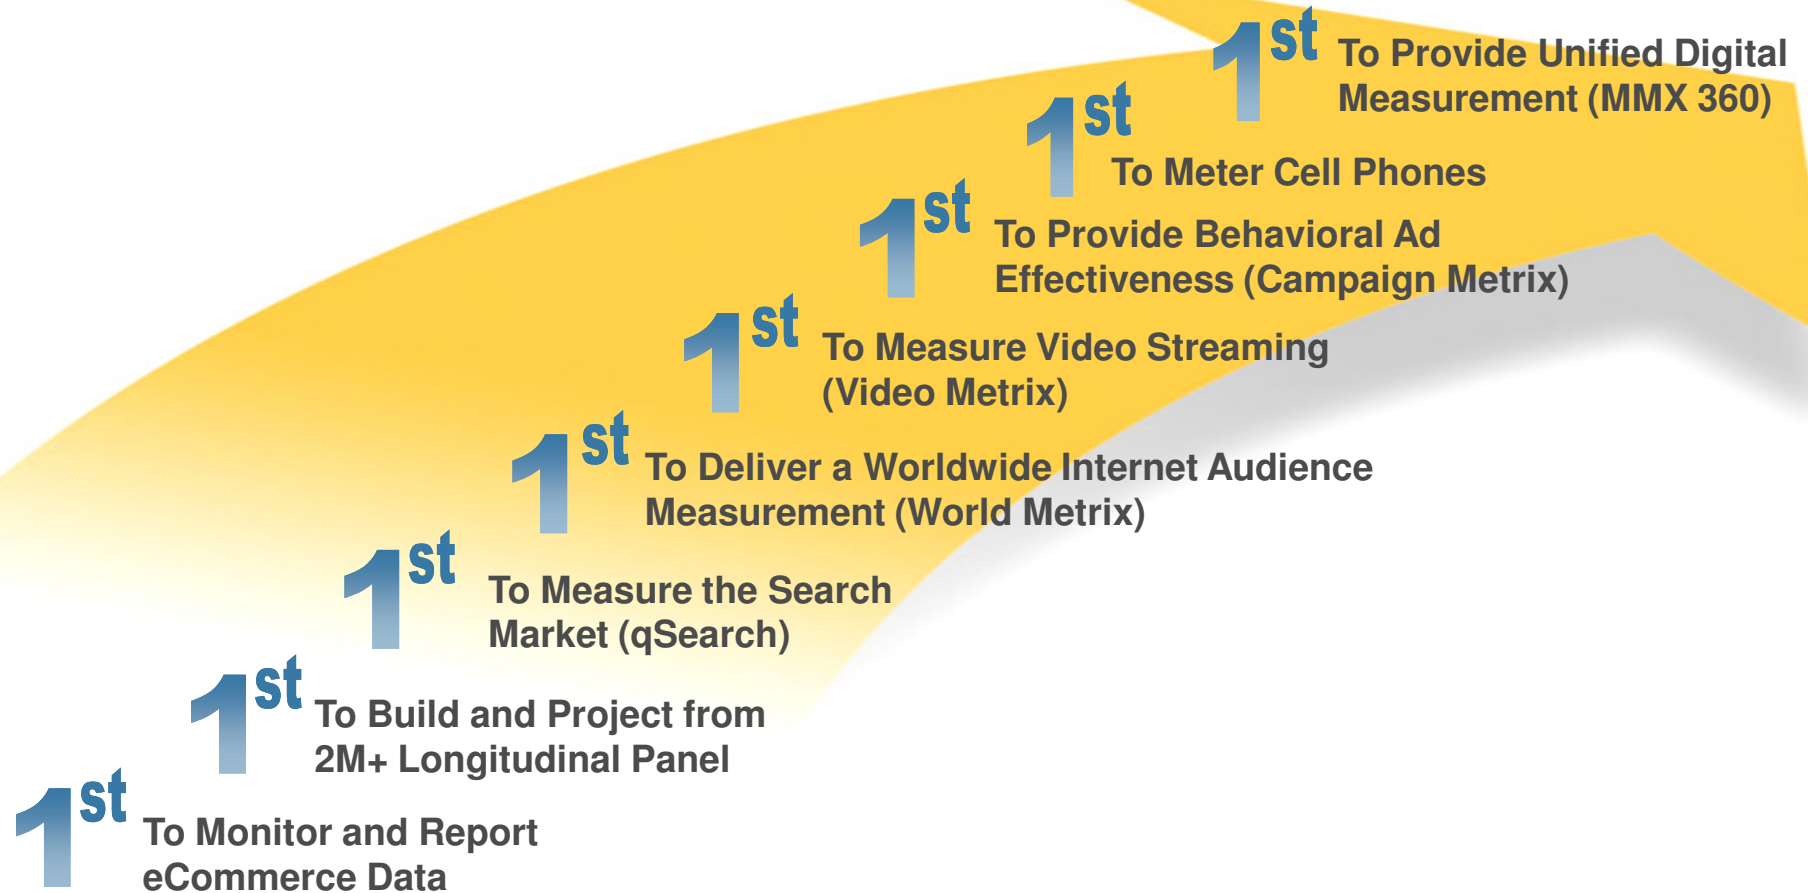 1st
To Provide Unified Digital
Measurement (MMX 360)
1st
To Meter Cell Phones
1st
To Provide Behavioral Ad
Effectiveness (Campaign Metrix)
1st
To Measure Video Streaming
(Video Metrix)
1st
To Deliver a Worldwide Internet Audience
Measurement (World Metrix)
1st
To Measure the Search
Market (qSearch)
1st
To Build and Project from
2M+ Longitudinal Panel
1st
To Monitor and Report
eCommerce Data